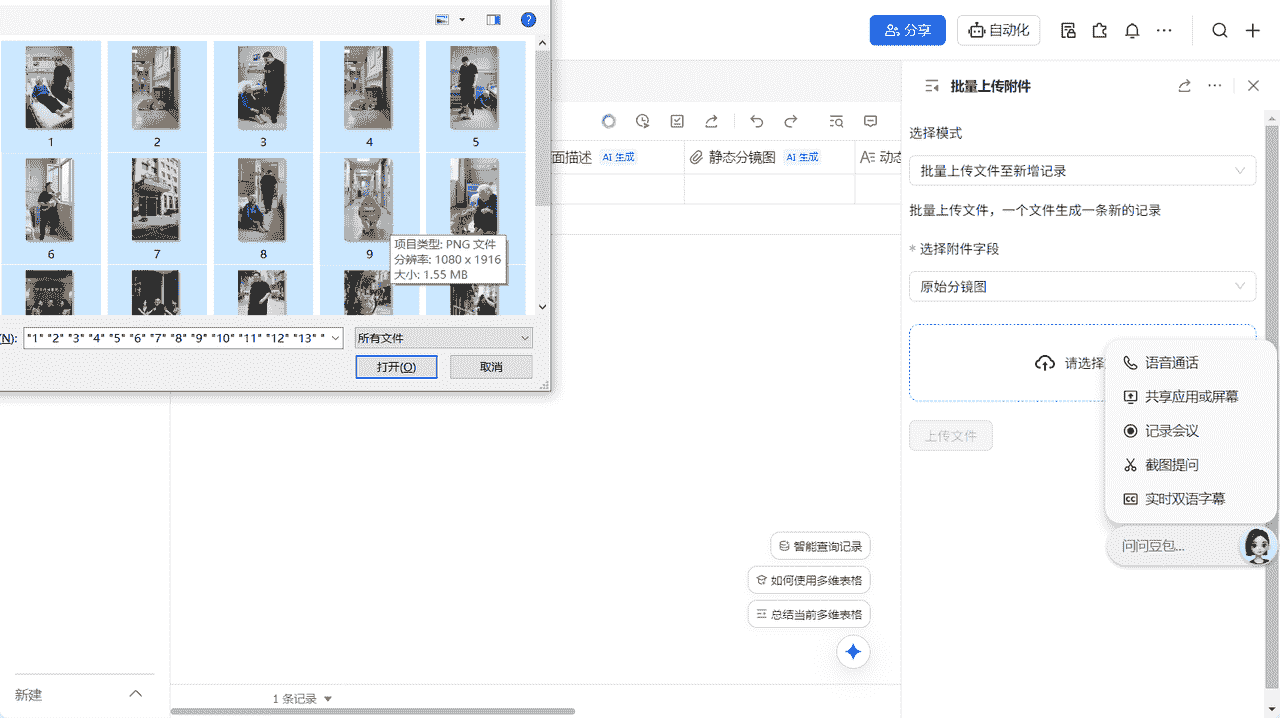 分享
自动化
批量上传附件
选择模式
批量上传文件至新增记录
批量上传文件，一个文件生成一条新的记录
* 选择附件字段
原始分镜图
请选择
上传文件
语音通话
共享应用或屏幕
记录会议
截图提问
实时双语字幕
问问豆包...
面描述 AI 生成
静态分镜图 AI 生成
动态
1
2
3
4
5
6
7
8
9
项目类型: PNG 文件
分辨率: 1080 x 1916
大小: 1.55 MB
(N): "1" "2" "3" "4" "5" "6" "7" "8" "9" "10" "11" "12" "13" "
所有文件
打开(O)
取消
智能查询记录
如何使用多维表格
总结当前多维表格
新建
1 条记录